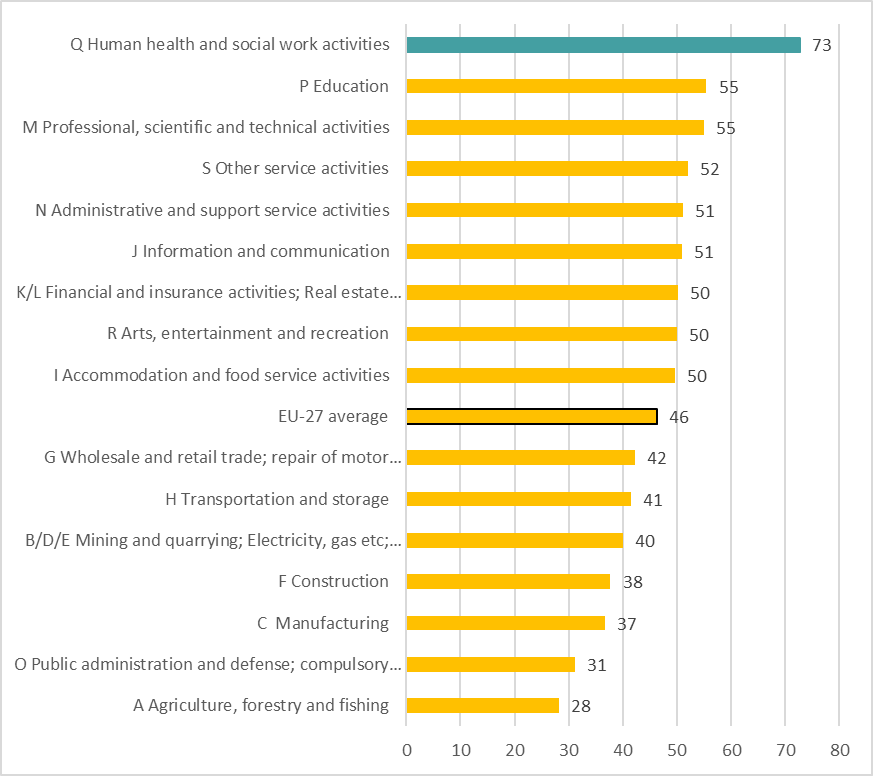 Q Human health and social work activities 73
P Education 55
M Professional, scientific and technical activities 55
S Other service activities 52
N Administrative and support service activities 51
J Information and communication 51
K/L Financial and insurance activities; Real estate… 50
R Arts, entertainment and recreation 50
I Accommodation and food service activities 50
EU-27 average 46
G Wholesale and retail trade; repair of motor… 42
H Transportation and storage 41
B/D/E Mining and quarrying; Electricity, gas etc;… 40
F Construction 38
C  Manufacturing 37
O Public administration and defense; compulsory… 31
A Agriculture, forestry and fishing 28
0 10 20 30 40 50 60 70 80